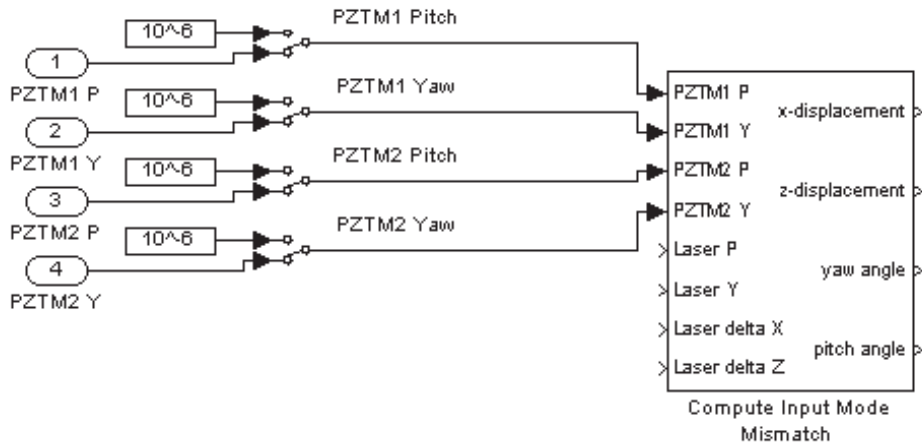 PZTM1 Pitch
10^-6
1
PZTM1 P
PZTM1 Yaw
10^-6
2
PZTM1 Y
PZTM2 Pitch
10^-6
3
PZTM2 P
PZTM2 Yaw
10^-6
4
PZTM2 Y
PZTM1 P
PZTM1 Y
PZTM2 P
PZTM2 Y
Laser P
Laser Y
Laser delta X
Laser delta Z
x-displacement
z-displacement
yaw angle
pitch angle
Compute Input Mode
Mismatch